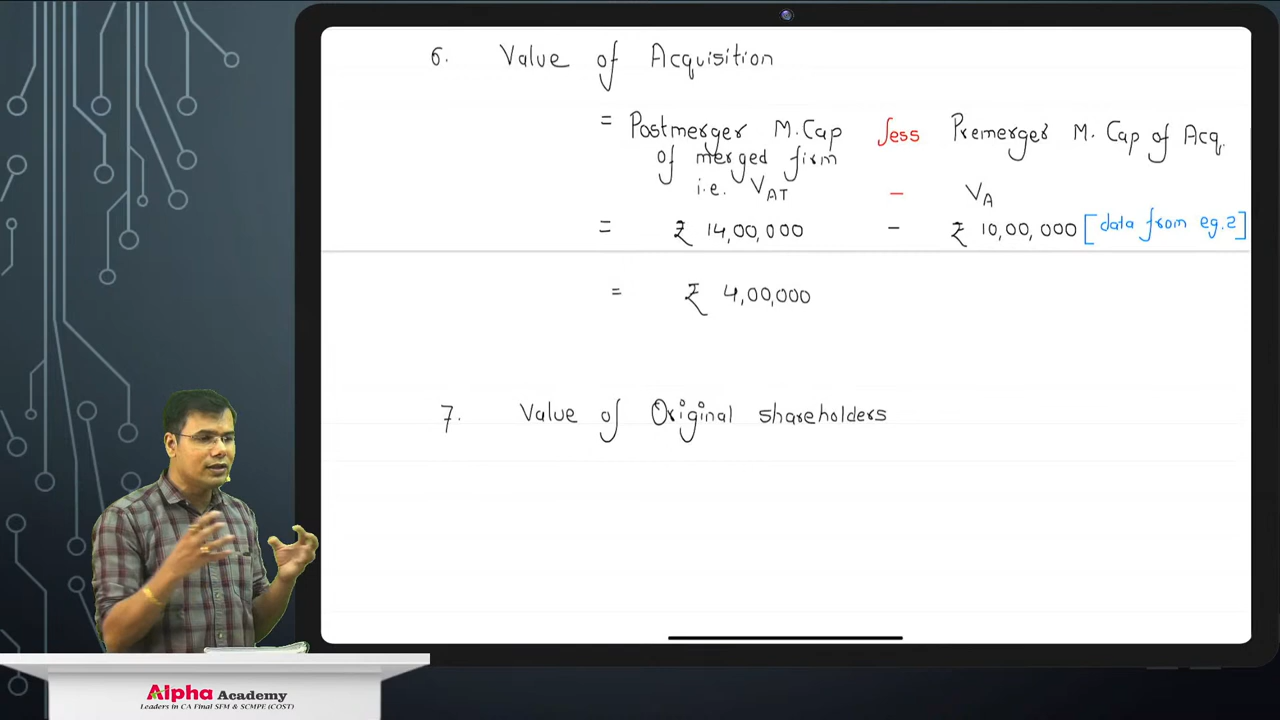 6. Value of Acquisition
= Postmerger M.Cap less Premerger M. Cap of Acq.
of merged firm
i.e. VAT - VA
= ₹ 14,00,000 - ₹ 10,00,000 [data from eg.2]
= ₹ 4,00,000
7. Value of Original shareholders
Alpha Academy
Leaders in CA Final SFM & SCMPE (COST)